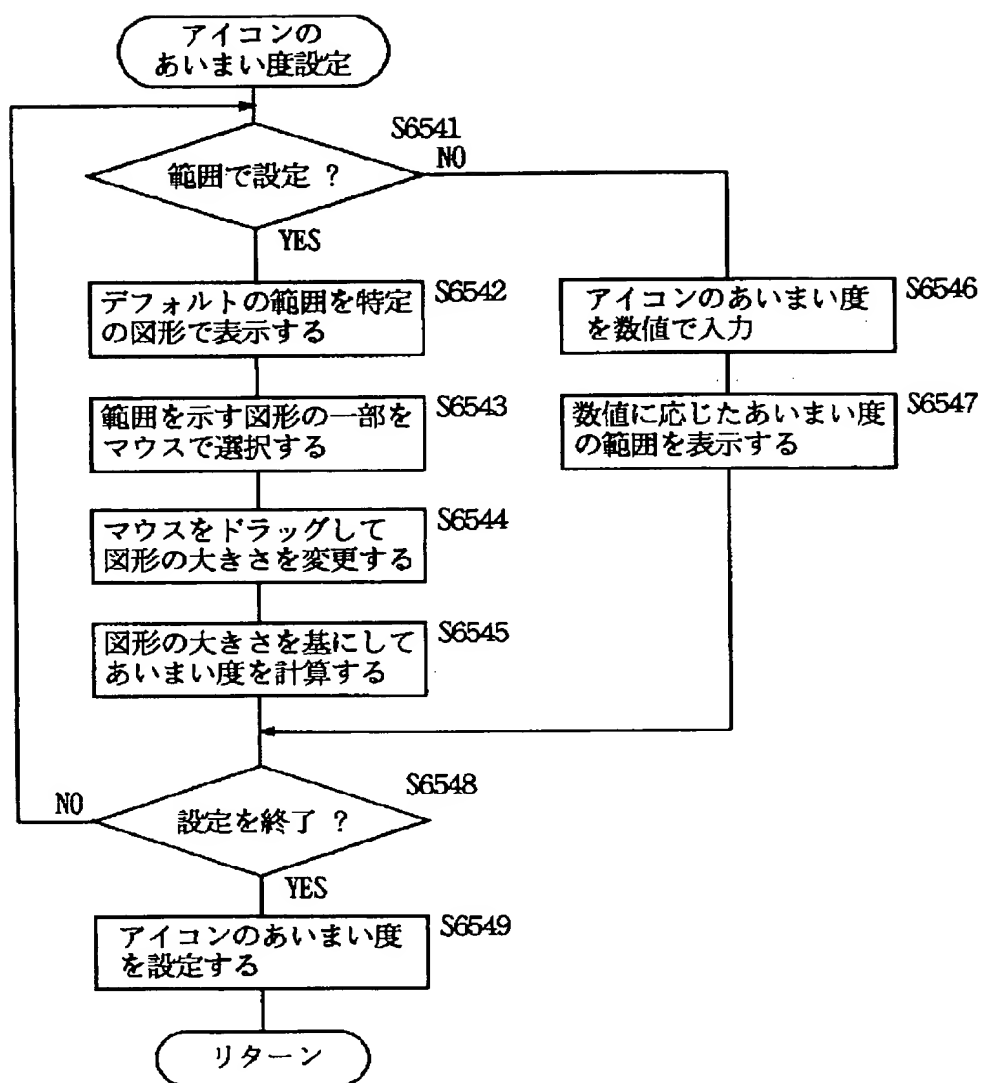 アイコンの
あいまい度設定
S6541
範囲で設定 ?
NO
YES
デフォルトの範囲を特定
の図形で表示する
S6542
範囲を示す図形の一部を
マウスで選択する
S6543
マウスをドラッグして
図形の大きさを変更する
S6544
図形の大きさを基にして
あいまい度を計算する
S6545
アイコンのあいまい度
を数値で入力
S6546
数値に応じたあいまい度
の範囲を表示する
S6547
S6548
設定を終了 ?
NO
YES
アイコンのあいまい度
を設定する
S6549
リターン